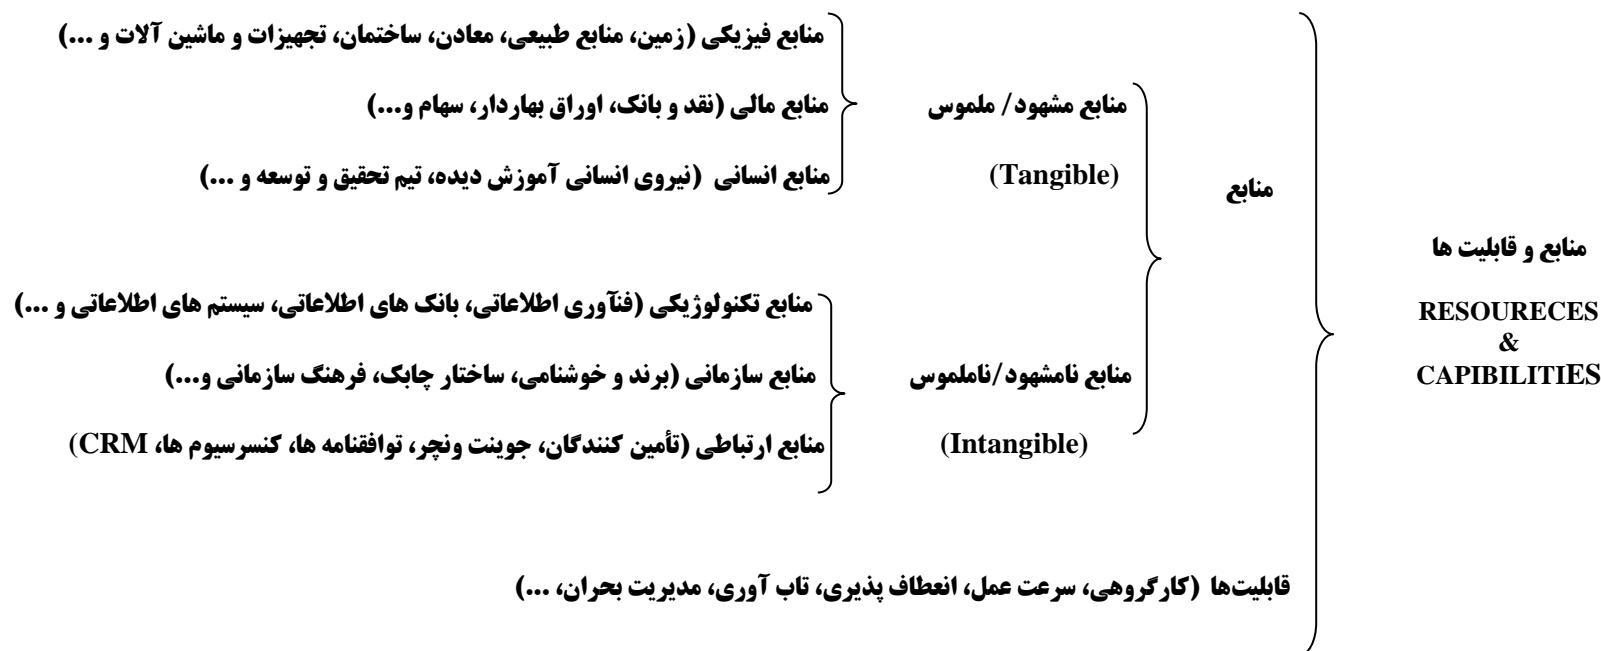 منابع و قابلیت ها
RESOURECES
&
CAPIBILITIES
منابع
منابع مشهود/ ملموس
(Tangible)
منابع فیزیکی (زمین، منابع طبیعی، معادن، ساختمان، تجهیزات و ماشین آلات و ...)
منابع مالی (نقد و بانک، اوراق بهاردار، سهام و...)
منابع انسانی (نیروی انسانی آموزش دیده، تیم تحقیق و توسعه و ...)
منابع نامشهود/ناملموس
(Intangible)
منابع تکنولوژیکی (فنّآوری اطلاعاتی، بانک های اطلاعاتی، سیستم های اطلاعاتی و ...)
منابع سازمانی (برند و خوشنامی، ساختار چابک، فرهنگ سازمانی و...)
منابع ارتباطی (تأمین کنندگان، جوینت ونچر، توافقنامه ها، کنسرسیوم ها، CRM)
قابلیت‌ها (کارگروهی، سرعت عمل، انعطاف پذیری، تاب آوری، مدیریت بحران، ...)